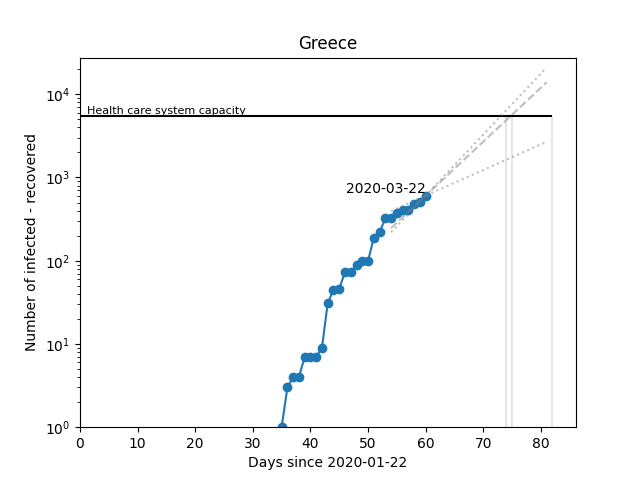 Greece
Number of infected - recovered
10^4
10^3
10^2
10^1
10^0
Health care system capacity
2020-03-22
0 10 20 30 40 50 60 70 80
Days since 2020-01-22